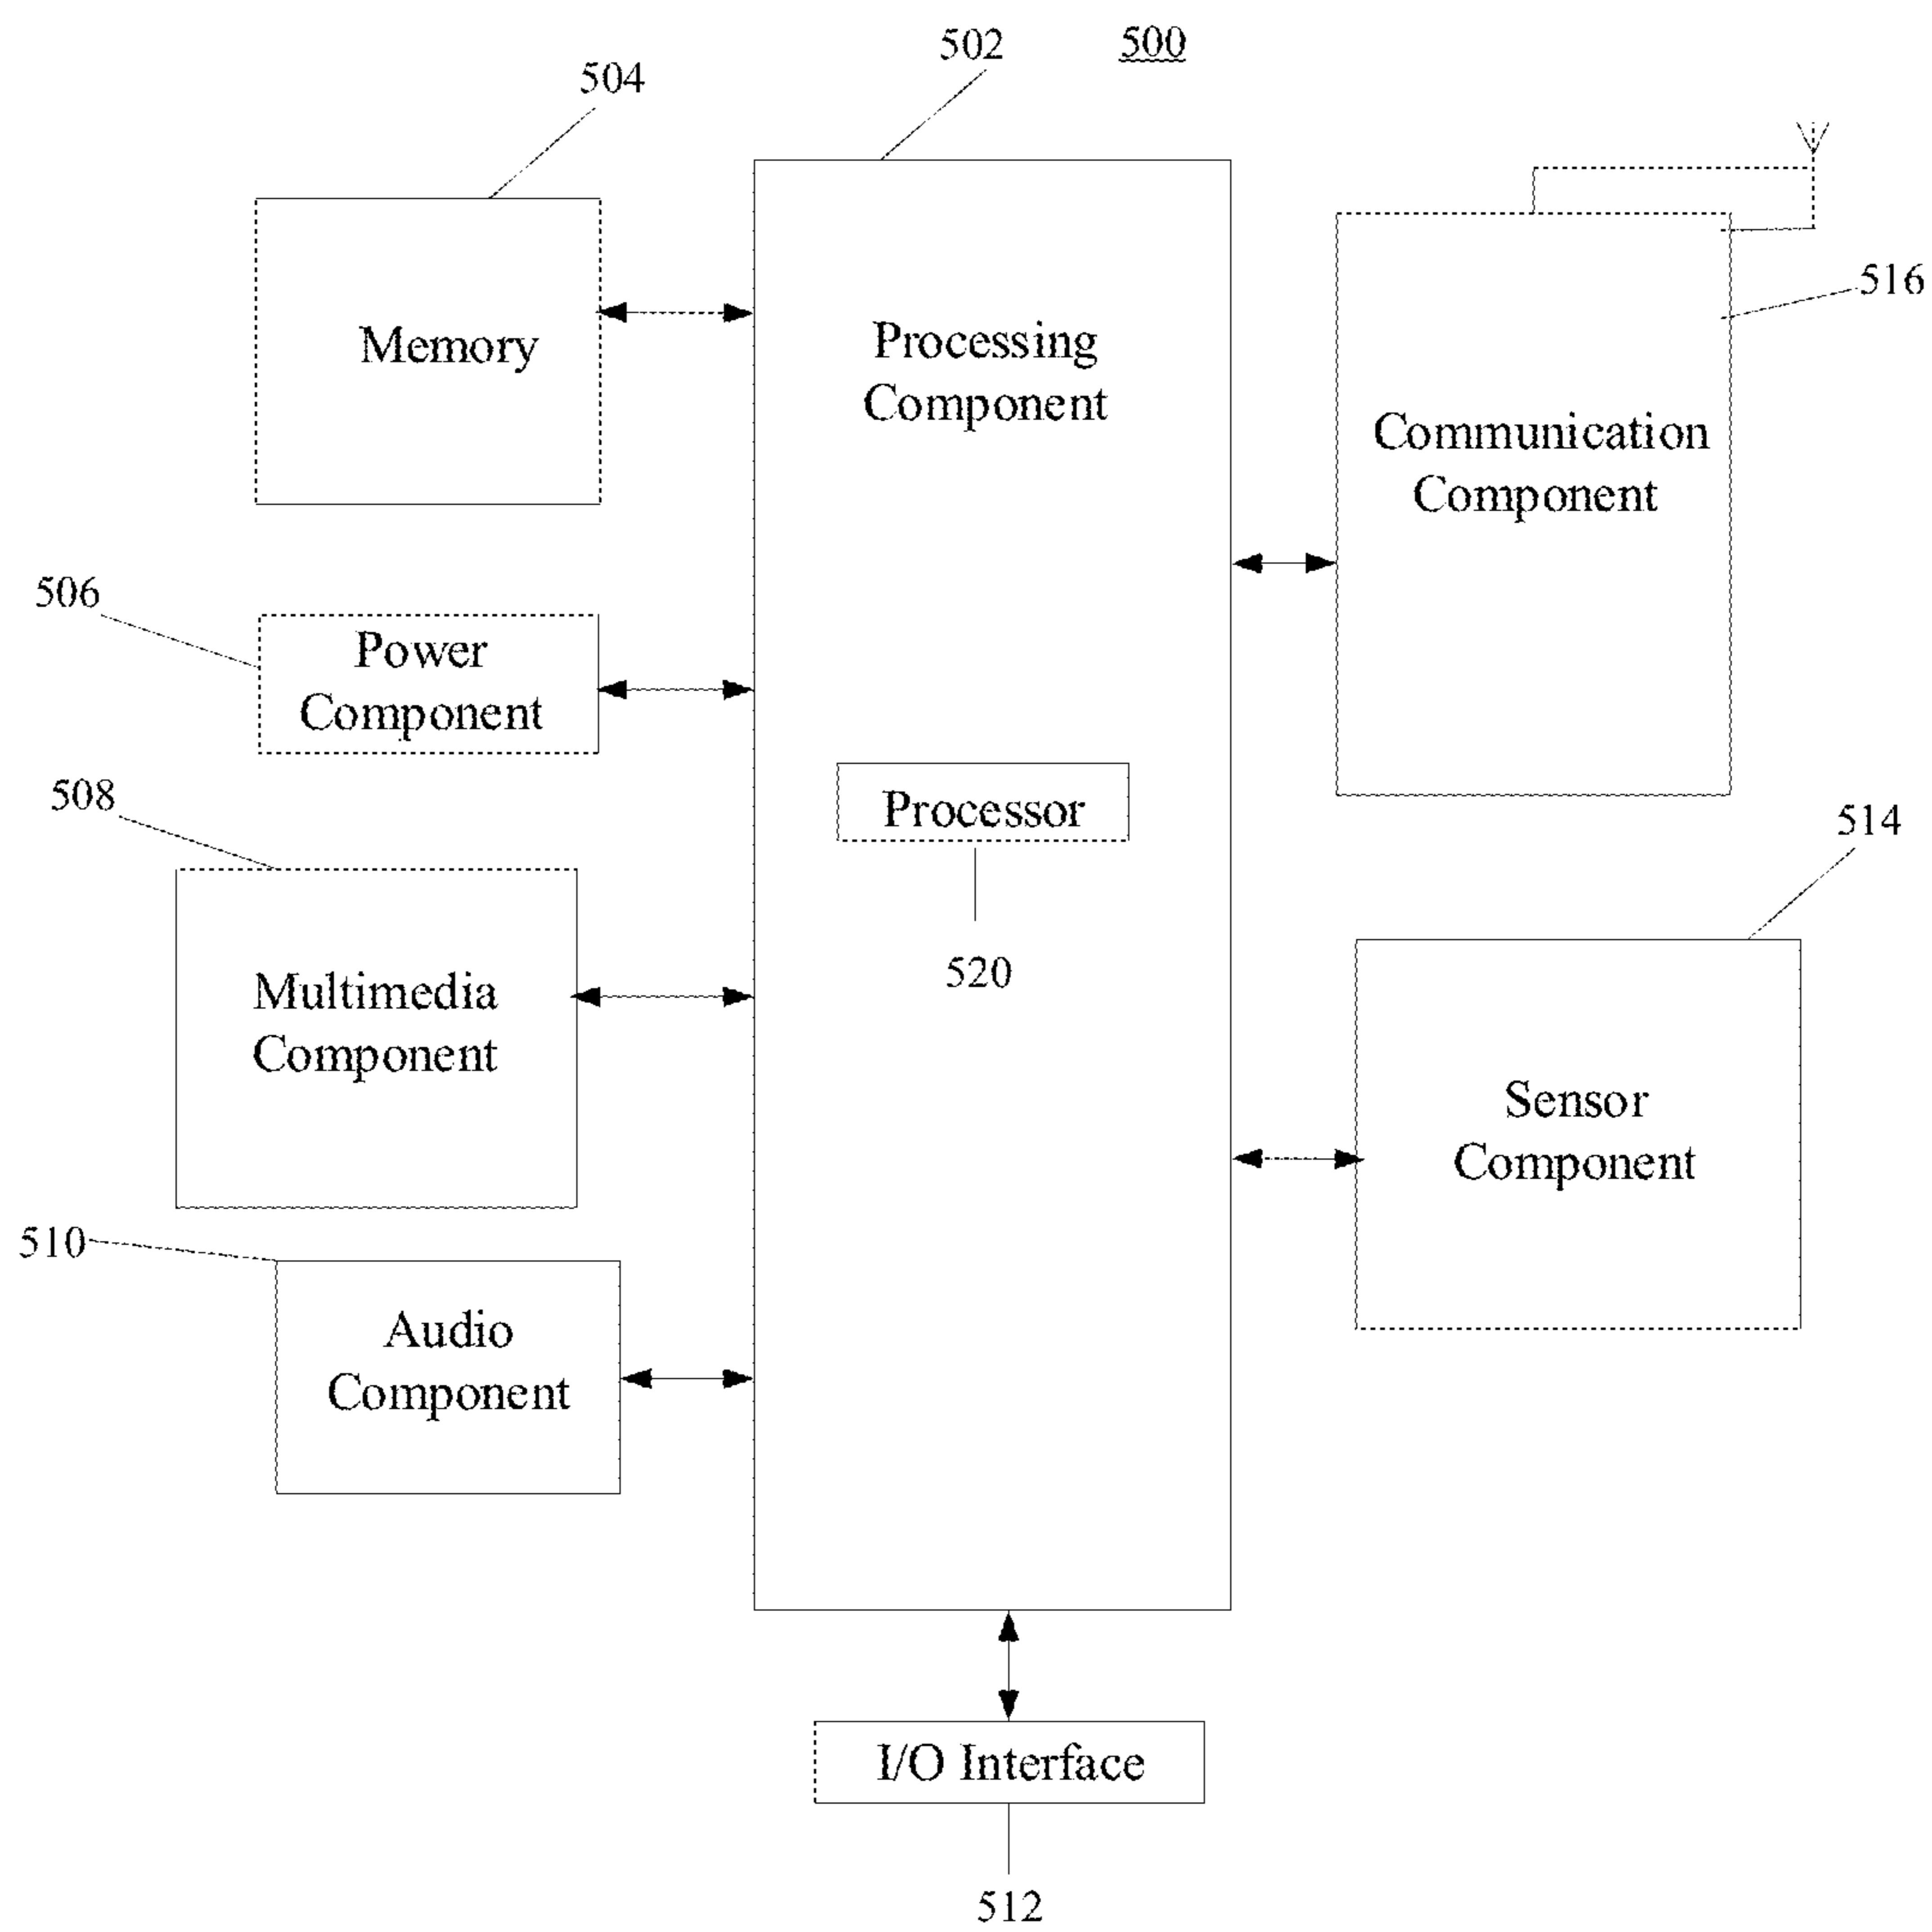 502
500
504
Memory
Processing
Component
516
Communication
Component
506
Power
Component
508
Processor
514
520
Multimedia
Component
Sensor
Component
510
Audio
Component
I/O Interface
512